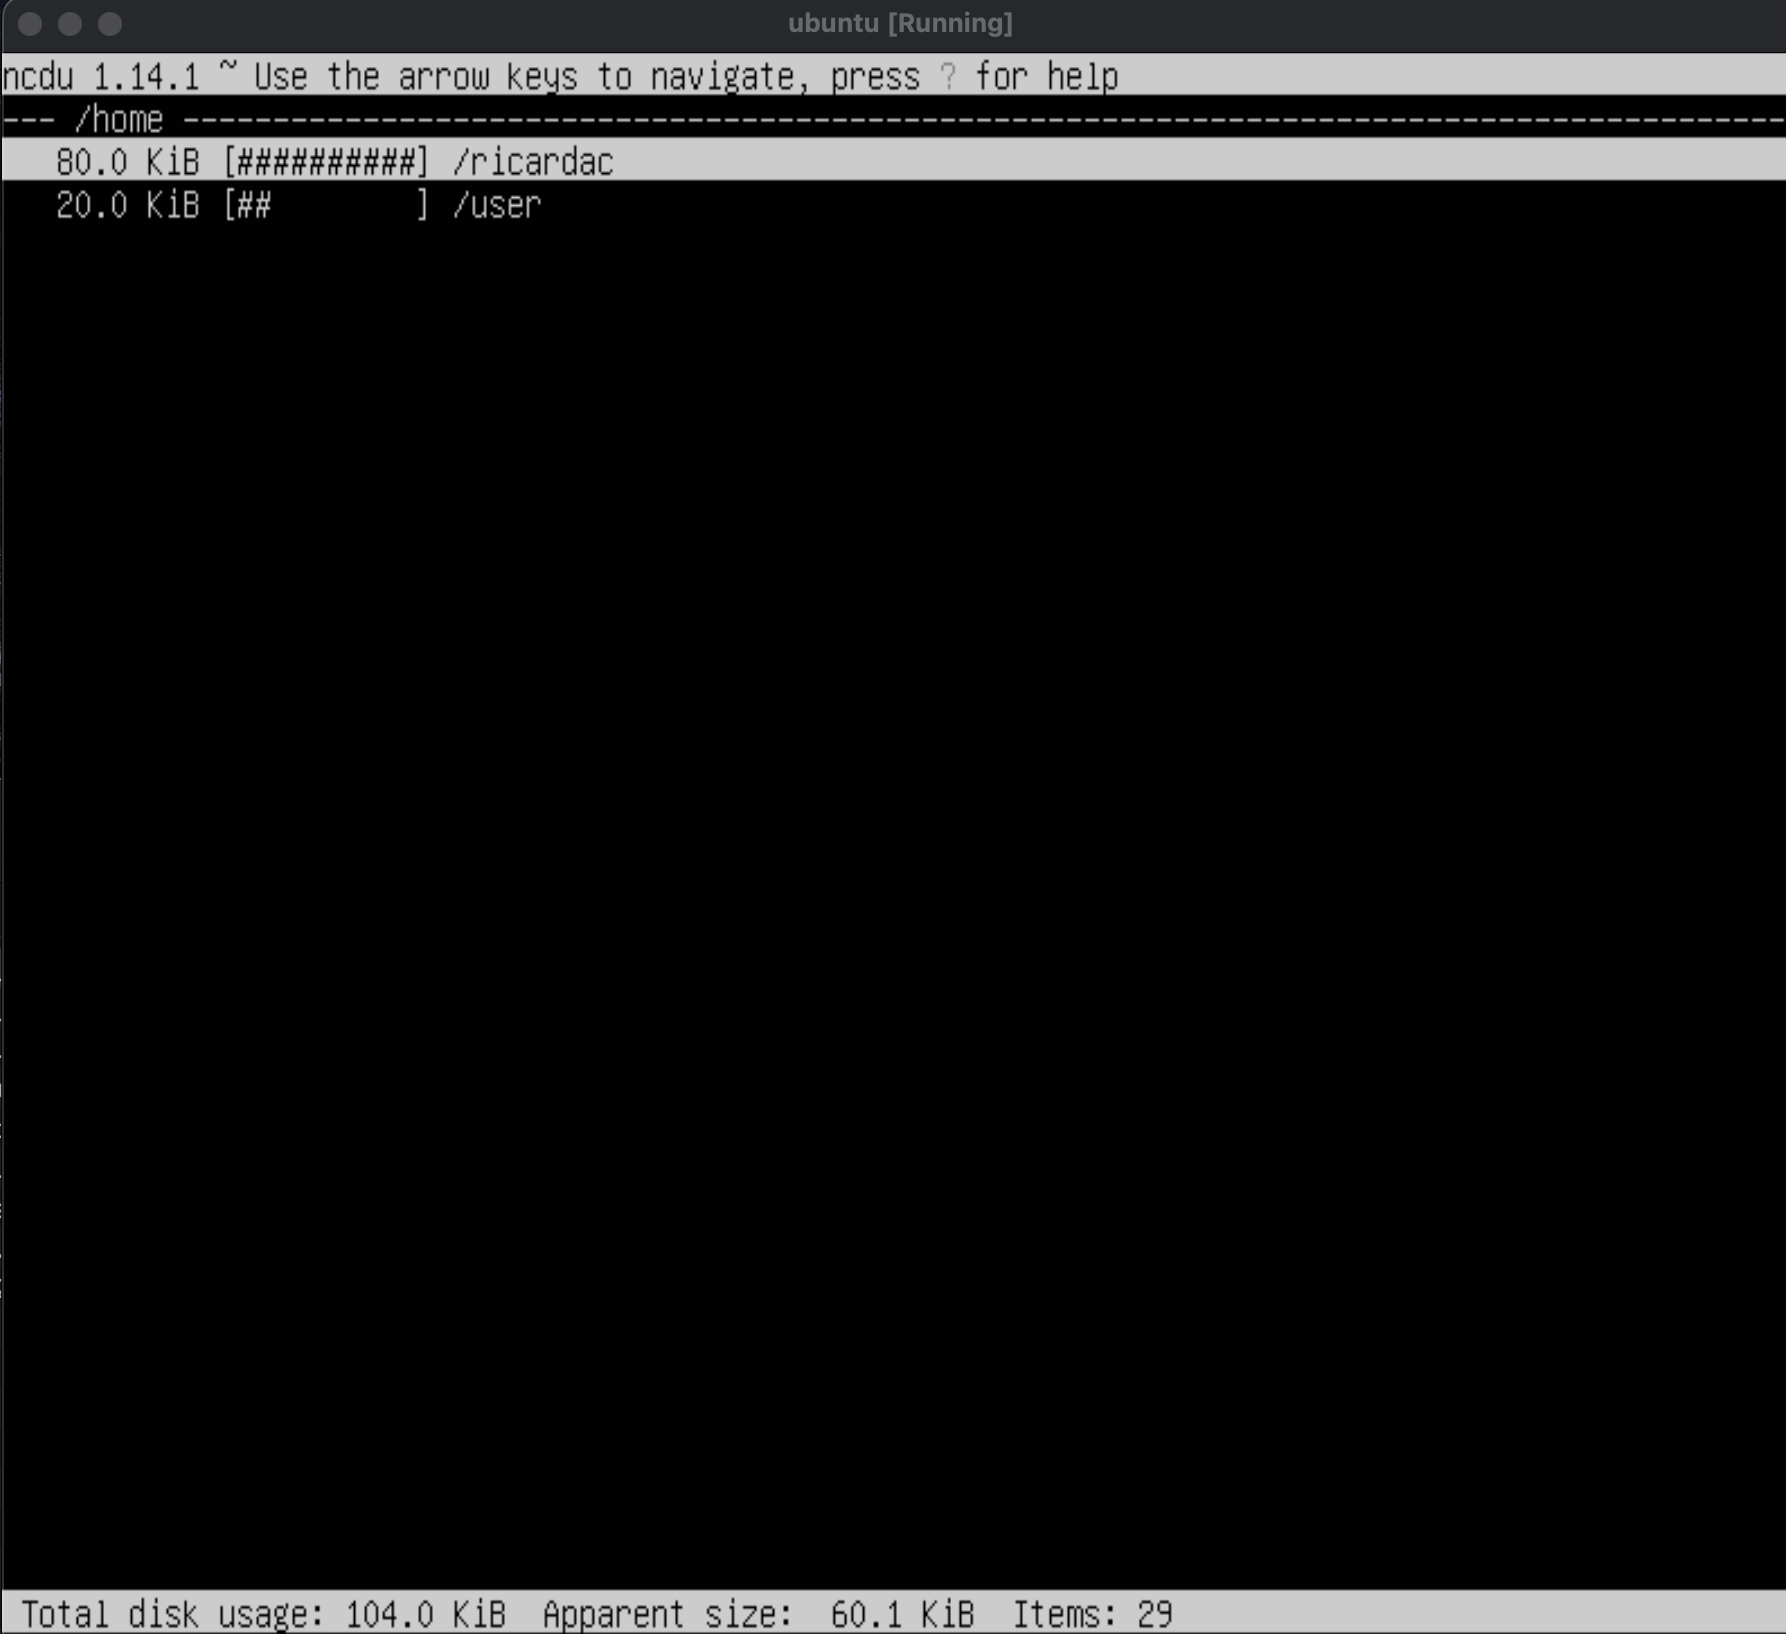 ubuntu [Running]
ncdu 1.14.1 ~ Use the arrow keys to navigate, press ? for help
--- /home -----------------------------------------------------------------------------------------
80.0 KiB [##########] /ricardac
20.0 KiB [##        ] /user
Total disk usage: 104.0 KiB  Apparent size:  60.1 KiB  Items: 29